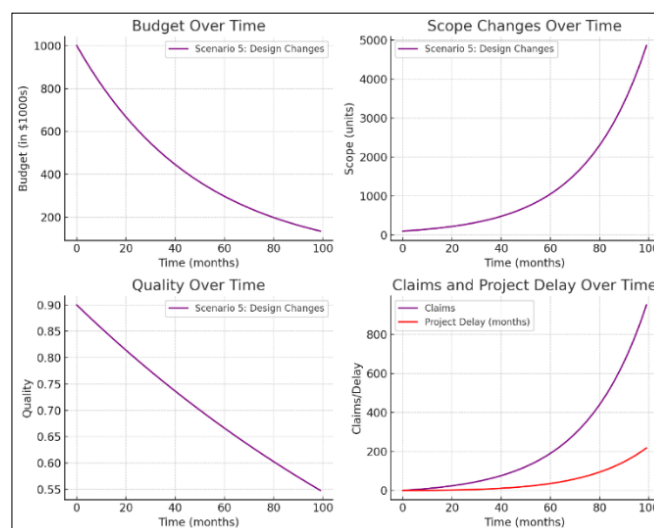 Budget Over Time
Scenario 5: Design Changes
1000
800
600
400
200
Budget (in $1000s)
0 20 40 60 80 100
Time (months)
Scope Changes Over Time
Scenario 5: Design Changes
5000
4000
3000
2000
1000
0
Scope (units)
0 20 40 60 80 100
Time (months)
Quality Over Time
Scenario 5: Design Changes
0.90
0.85
0.80
0.75
0.70
0.65
0.60
0.55
Quality
0 20 40 60 80 100
Time (months)
Claims and Project Delay Over Time
Claims
Project Delay (months)
800
600
400
200
0
Claims/Delay
0 20 40 60 80 100
Time (months)